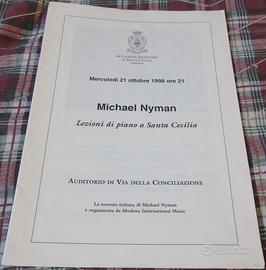 ACCADEMIA NAZIONALE
DI SANTA CECILIA
Mercoledì 21 ottobre 1998 ore 21
Michael Nyman
Lezioni di piano a Santa Cecilia
AUDITORIO DI VIA DELLA CONCILIAZIONE
La tournée italiana di Michael Nyman
è organizzata da Modena International Music
subito